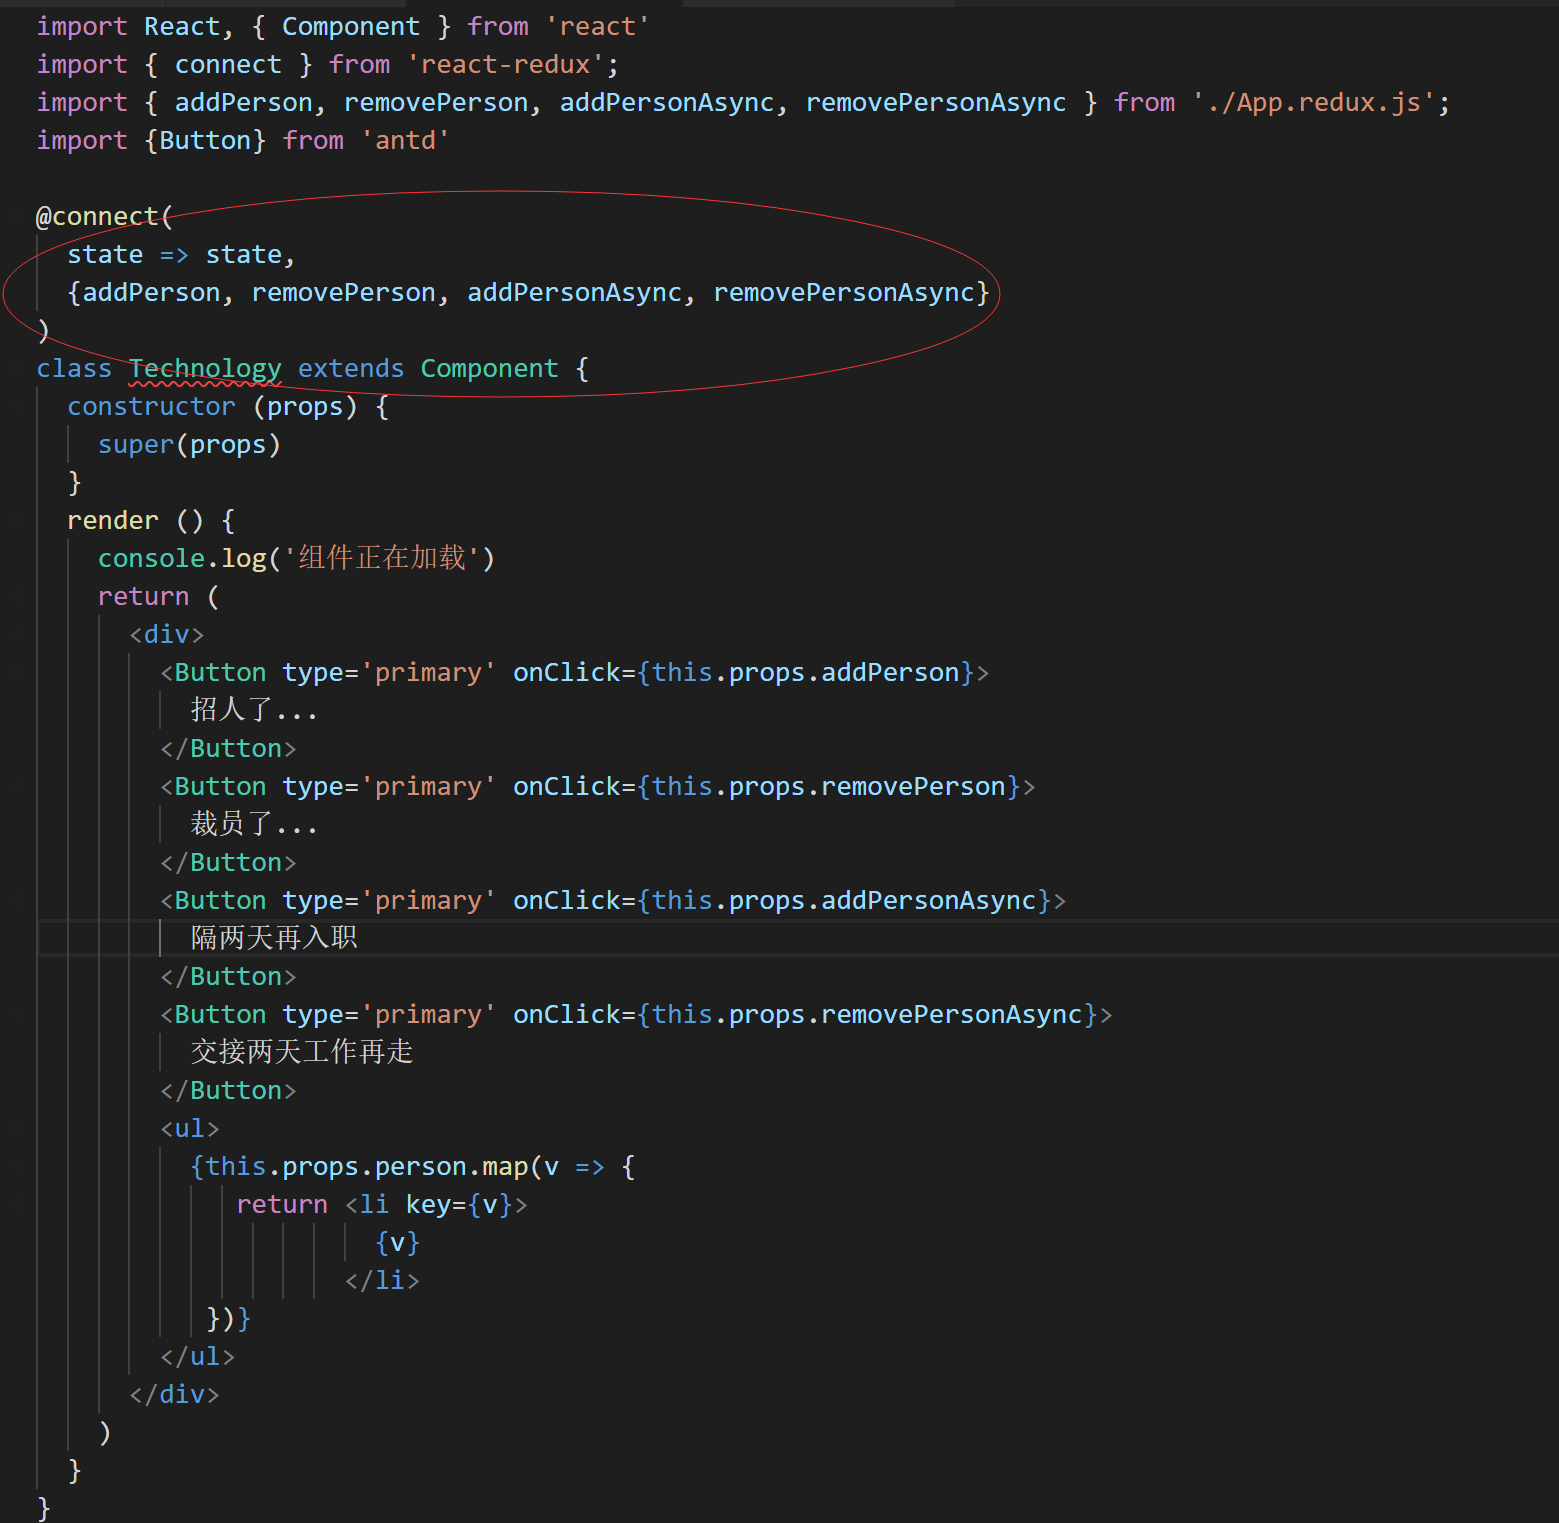 import React, { Component } from 'react'
import { connect } from 'react-redux';
import { addPerson, removePerson, addPersonAsync, removePersonAsync } from './App.redux.js';
import {Button} from 'antd'
@connect(
state => state,
{addPerson, removePerson, addPersonAsync, removePersonAsync}
)
class Technology extends Component {
constructor (props) {
super(props)
}
render () {
console.log('组件正在加载')
return (
<div>
<Button type='primary' onClick={this.props.addPerson}>
招人了...
</Button>
<Button type='primary' onClick={this.props.removePerson}>
裁员了...
</Button>
<Button type='primary' onClick={this.props.addPersonAsync}>
隔两天再入职
</Button>
<Button type='primary' onClick={this.props.removePersonAsync}>
交接两天工作再走
</Button>
<ul>
{this.props.person.map(v => {
return <li key={v}>
{v}
</li>
})}
</ul>
</div>
)
}
}